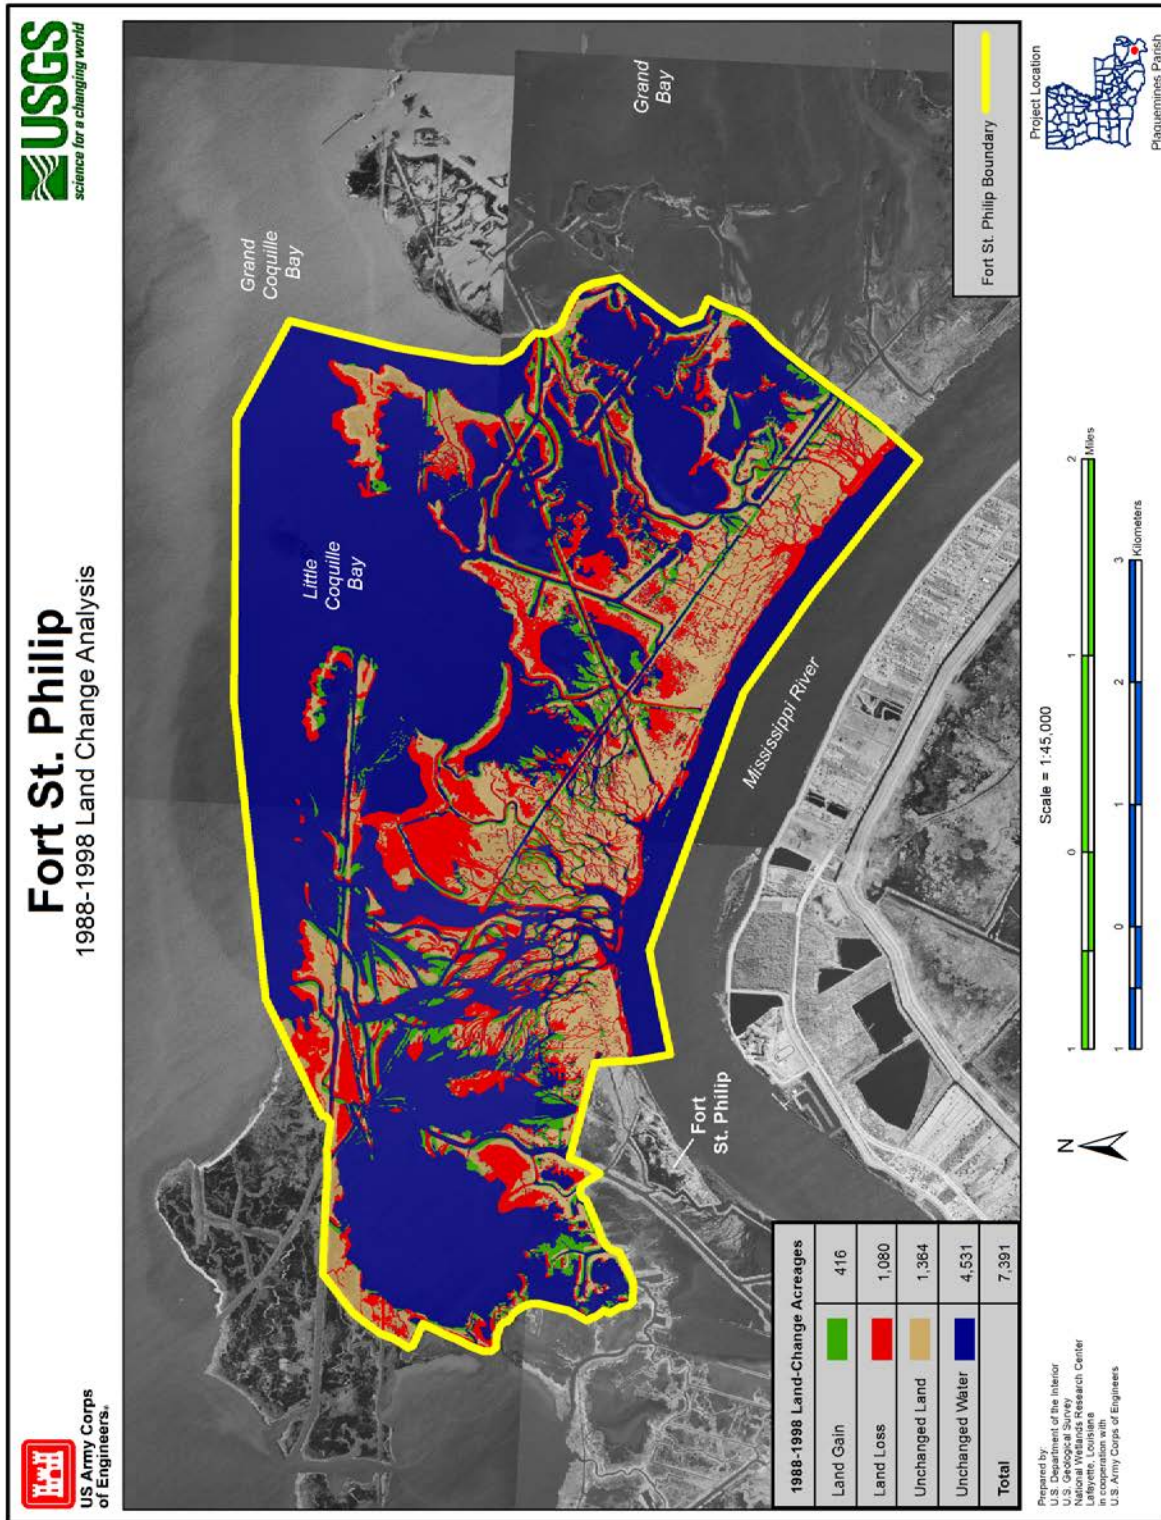 US Army Corps
of Engineers®
Fort St. Philip
1988-1998 Land Change Analysis
USGS
science for a changing world
Grand
Coquille
Bay
Grand
Bay
Little
Coquille
Bay
Mississippi River
Fort
St. Philip
Fort St. Philip Boundary
1988-1998 Land-Change Acreages
Land Gain 416
Land Loss 1,080
Unchanged Land 1,364
Unchanged Water 4,531
Total 7,391
Prepared by:
U.S. Department of the Interior
U.S. Geological Survey
National Wetlands Research Center
Lafayette, Louisiana
in cooperation with
U.S. Army Corps of Engineers
N
Scale = 1:45,000
1 0 1 2
Miles
1 0 1 2 3
Kilometers
Project Location
Plaquemines Parish